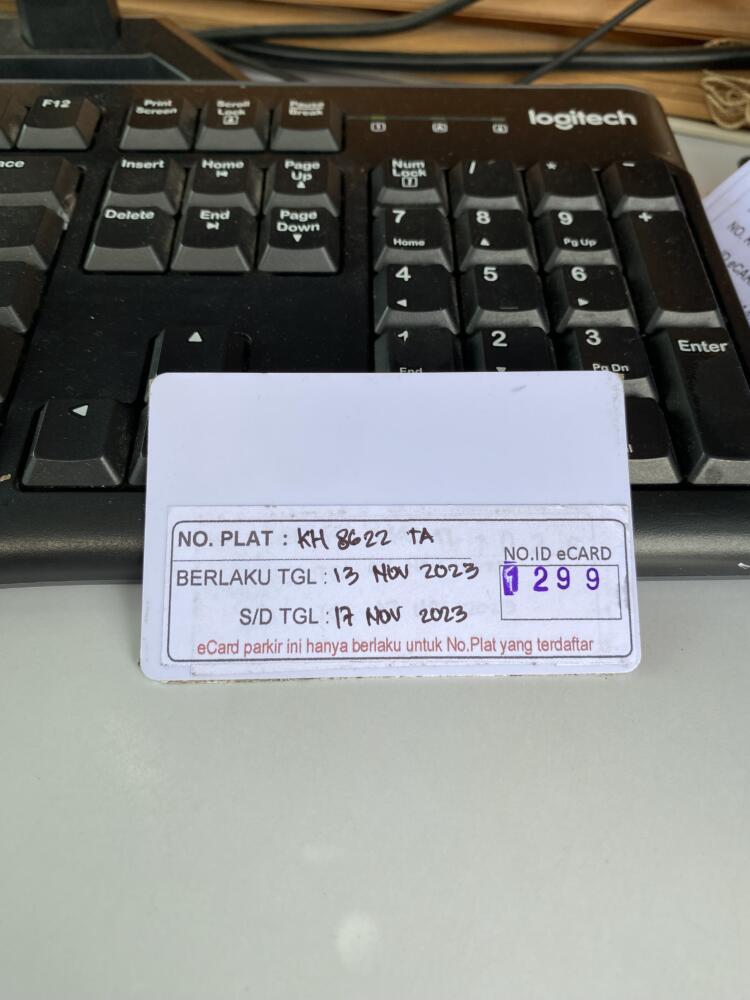 F12 Print Screen Scroll Lock Pause Break
logitech
Insert Home Page Up Num Lock / * -
Delete End Page Down 7 Home 8 9 Pg Up +
4 5 6
1 End 2 3 Pg Dn Enter
NO. PLAT : KH 8622 TA
NO.ID eCARD
BERLAKU TGL : 13 NOV 2023
1299
S/D TGL : 17 NOV 2023
eCard parkir ini hanya berlaku untuk No.Plat yang terdaftar